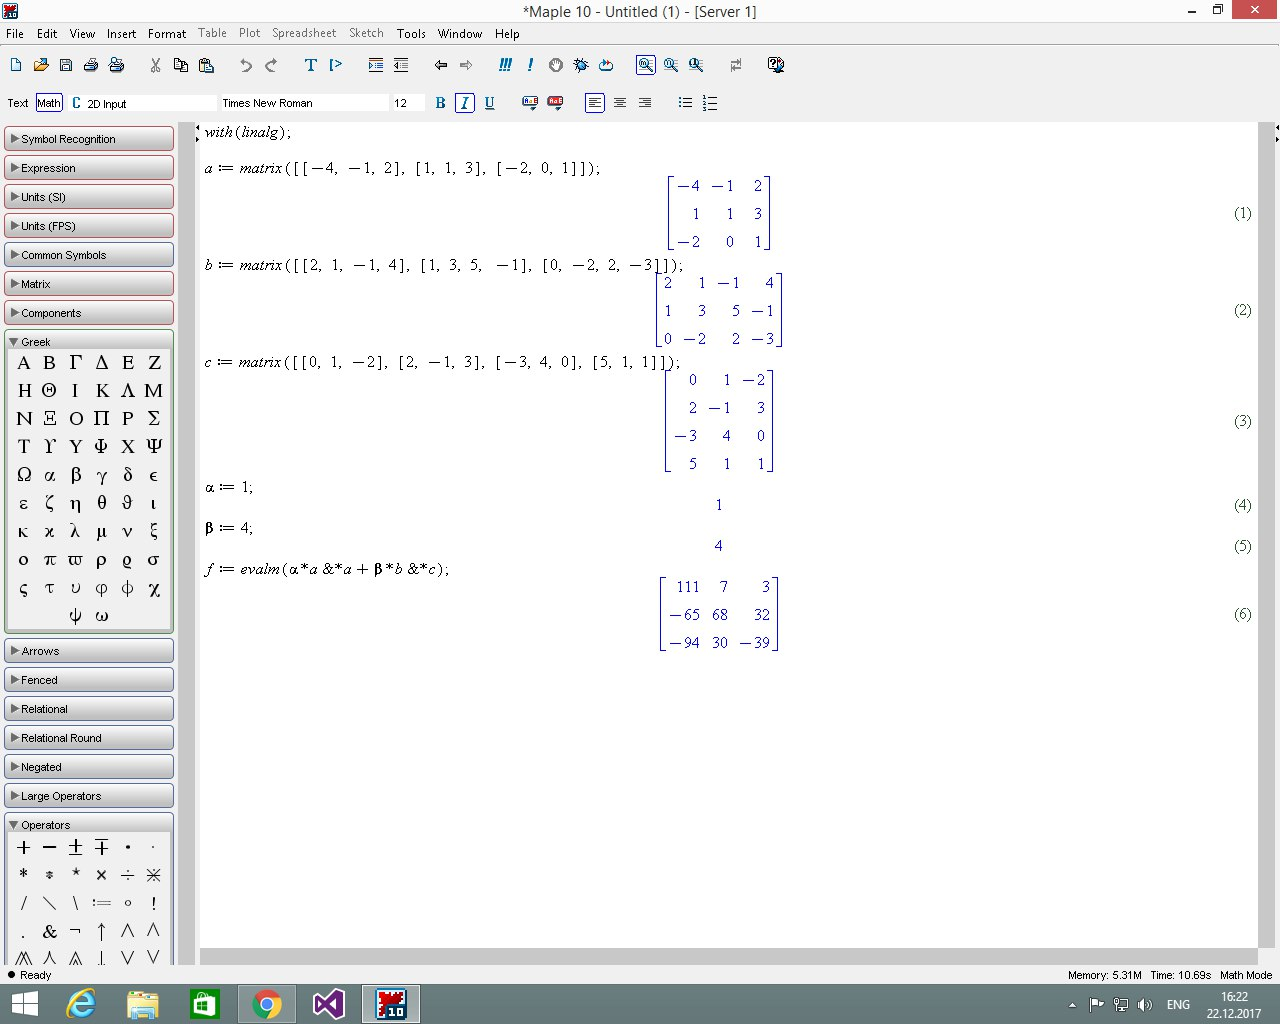 *Maple 10 - Untitled (1) - [Server 1]
File Edit View Insert Format Table Plot Spreadsheet Sketch Tools Window Help
Text Math C 2D Input Times New Roman 12 B I U
Symbol Recognition
Expression
Units (SI)
Units (FPS)
Common Symbols
Matrix
Components
Greek
Α Β Γ Δ Ε Ζ
Η Θ Ι Κ Λ Μ
Ν Ξ Ο Π Ρ Σ
Τ ϒ Υ Φ Χ Ψ
Ω α β γ δ ϵ
ε ζ η θ ϑ ι
κ ϰ λ μ ν ξ
ο π ϖ ρ ϱ σ
ς τ υ φ ϕ χ
ψ ω
Arrows
Fenced
Relational
Relational Round
Negated
Large Operators
Operators
+ − ± ∓ • ·
* ⋆ × ÷
/ \ \ := ∘ !
. & ¬ ↑ ∧ ∧
with(linalg);
a := matrix([[−4, −1, 2], [1, 1, 3], [−2, 0, 1]]);
−4 −1 2
1 1 3 (1)
−2 0 1
b := matrix([[2, 1, −1, 4], [1, 3, 5, −1], [0, −2, 2, −3]]);
2 1 −1 4
1 3 5 −1 (2)
0 −2 2 −3
c := matrix([[0, 1, −2], [2, −1, 3], [−3, 4, 0], [5, 1, 1]]);
0 1 −2
2 −1 3
(3)
−3 4 0
5 1 1
α := 1;
1 (4)
β := 4;
4 (5)
f := evalm(α*a &*a + β*b &*c);
111 7 3
−65 68 32 (6)
−94 30 −39
Ready Memory: 5.31M Time: 10.69s Math Mode
10 ENG 16:22
22.12.2017